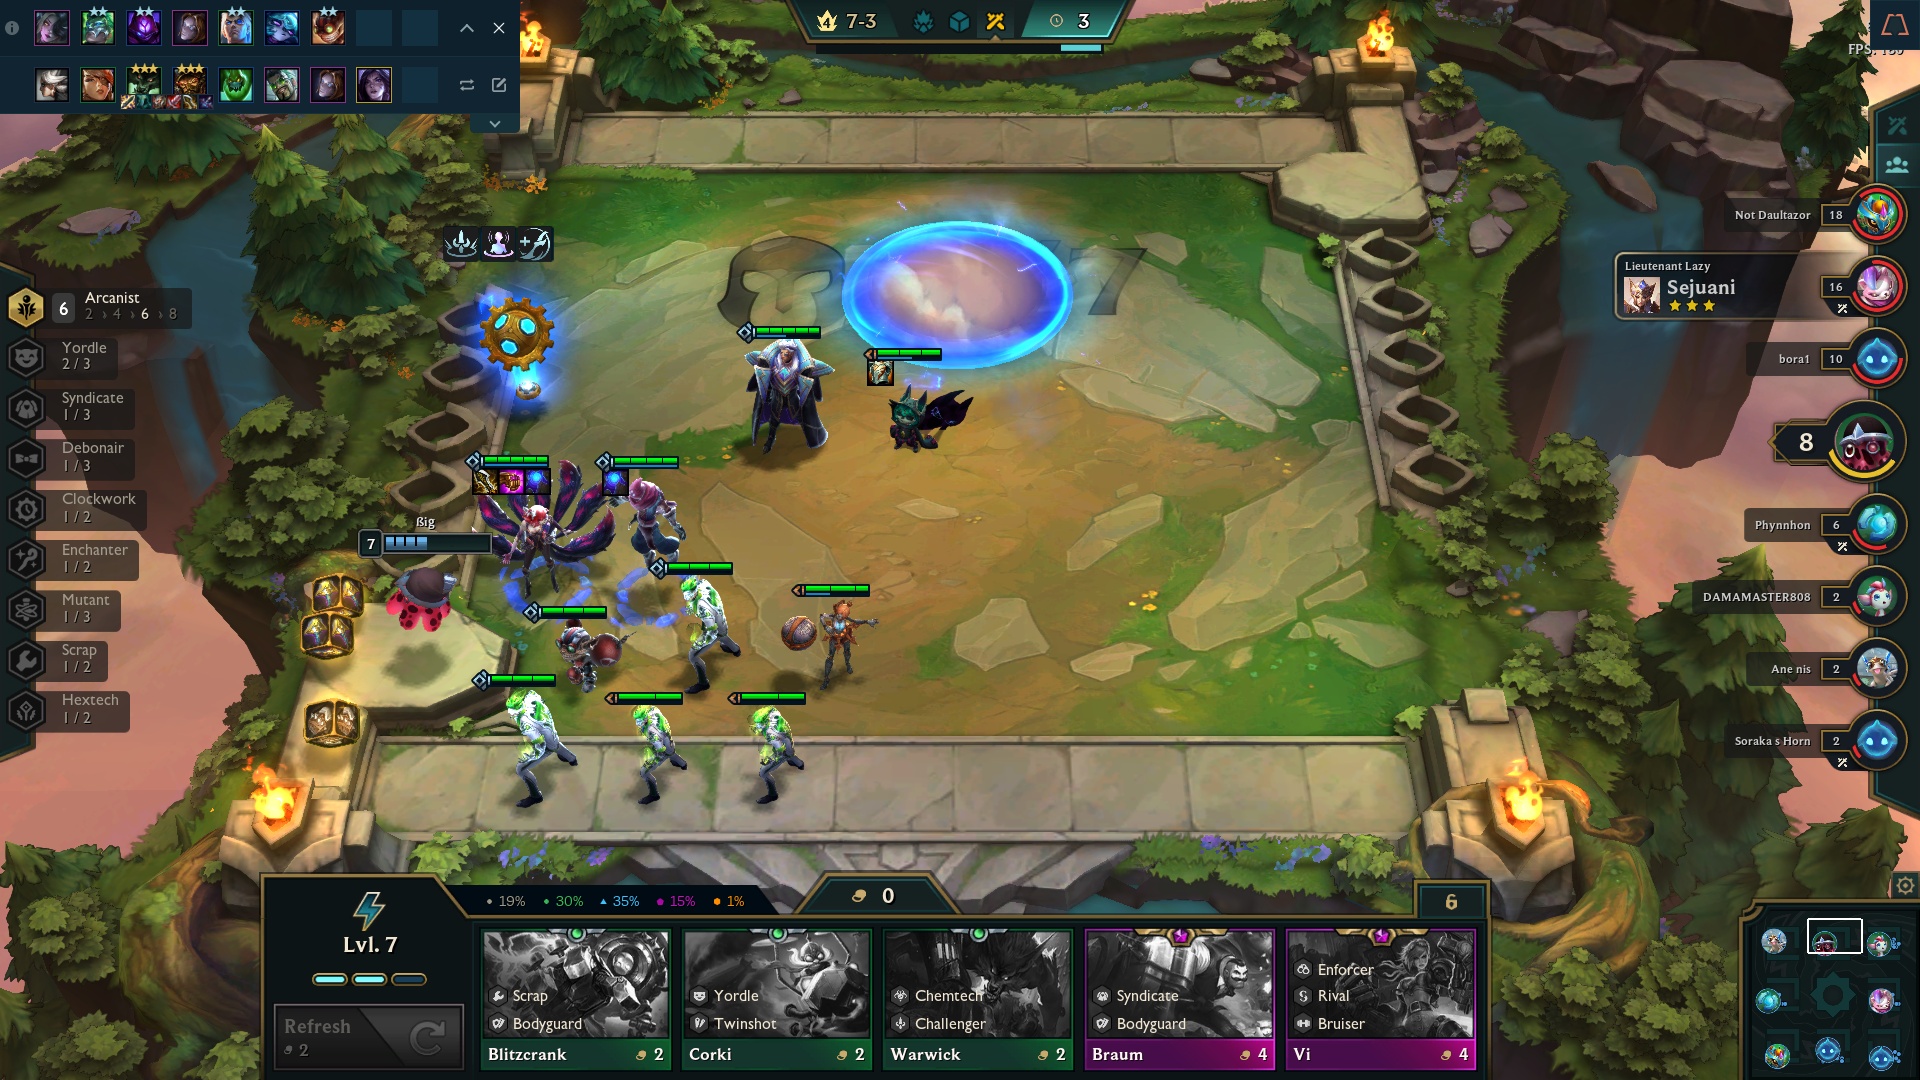 4 7-3
3
FPS:
Not Daultazor 18
Lieutenant Lazy
Sejuani
16
bora1 10
8
Phynnhon 6
DAMAMASTER808 2
Ane nis 2
Soraka s Horn 2
6 Arcanist
2 › 4 › 6 › 8
Yordle
2 / 3
Syndicate
1 / 3
Debonair
1 / 3
Clockwork
1 / 2
Enchanter
1 / 2
Mutant
1 / 3
Scrap
1 / 2
Hextech
1 / 2
ßig
7
19% 30% 35% 15% 1%
0
6
Lvl. 7
Refresh
2
Scrap
Bodyguard
Blitzcrank 2
Yordle
Twinshot
Corki 2
Chemtech
Challenger
Warwick 2
Syndicate
Bodyguard
Braum 4
Enforcer
Rival
Bruiser
Vi 4